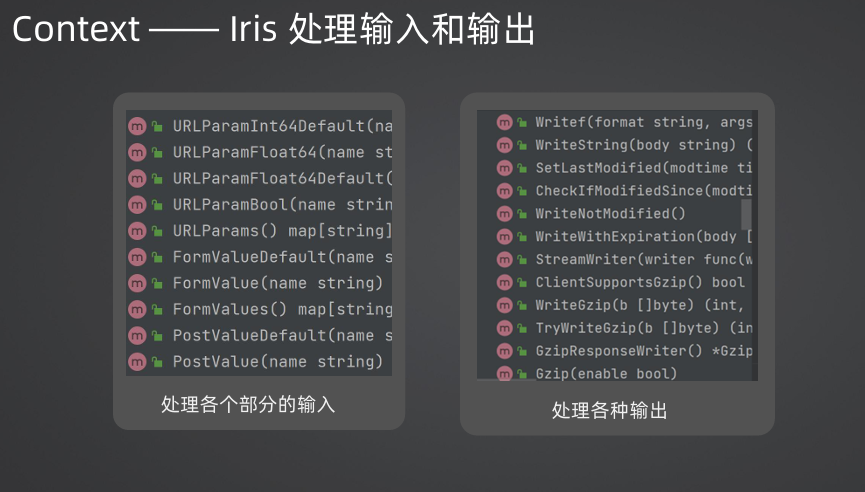 Context —— Iris 处理输入和输出
URLParamInt64Default(na
URLParamFloat64(name st
URLParamFloat64Default(
URLParamBool(name strin
URLParams() map[string]
FormValueDefault(name s
FormValue(name string)
FormValues() map[string
PostValueDefault(name s
PostValue(name string)
处理各个部分的输入
Writef(format string, args
WriteString(body string) (
SetLastModified(modtime ti
CheckIfModifiedSince(modti
WriteNotModified()
WriteWithExpiration(body [
StreamWriter(writer func(w
ClientSupportsGzip() bool
WriteGzip(b []byte) (int,
TryWriteGzip(b []byte) (in
GzipResponseWriter() *Gzip
Gzip(enable bool)
处理各种输出